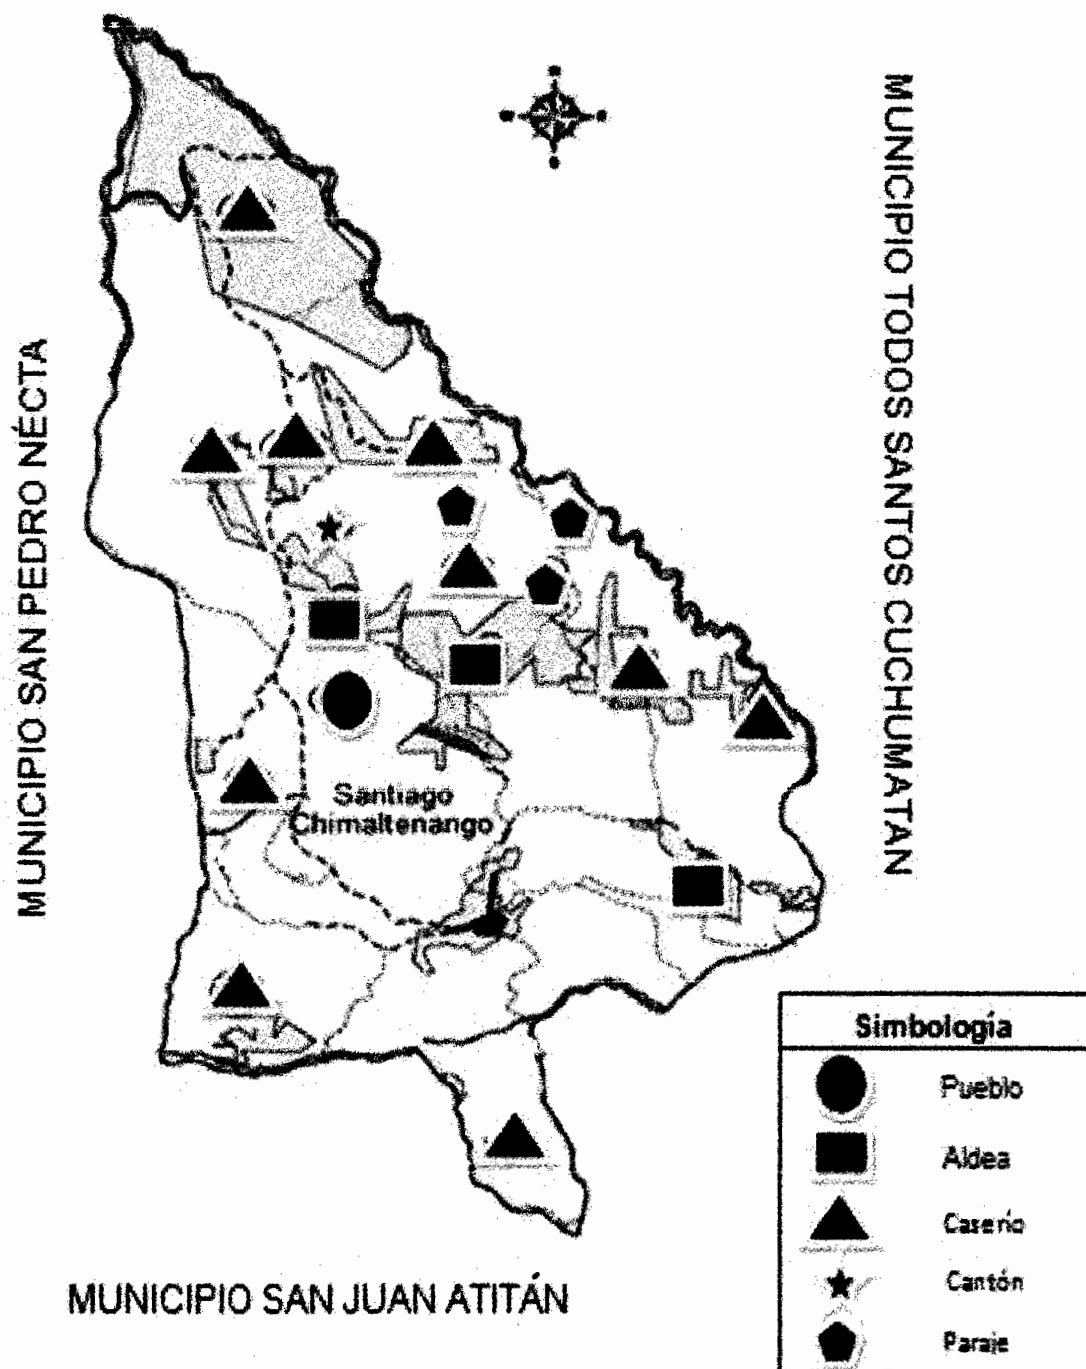 MUNICIPIO TODOS SANTOS CUCHUMATAN
MUNICIPIO SAN PEDRO NÉCTA
Santiago
Chimaltenango
Simbología
Pueblo
Aldea
Caserío
Cantón
Paraje
MUNICIPIO SAN JUAN ATITÁN